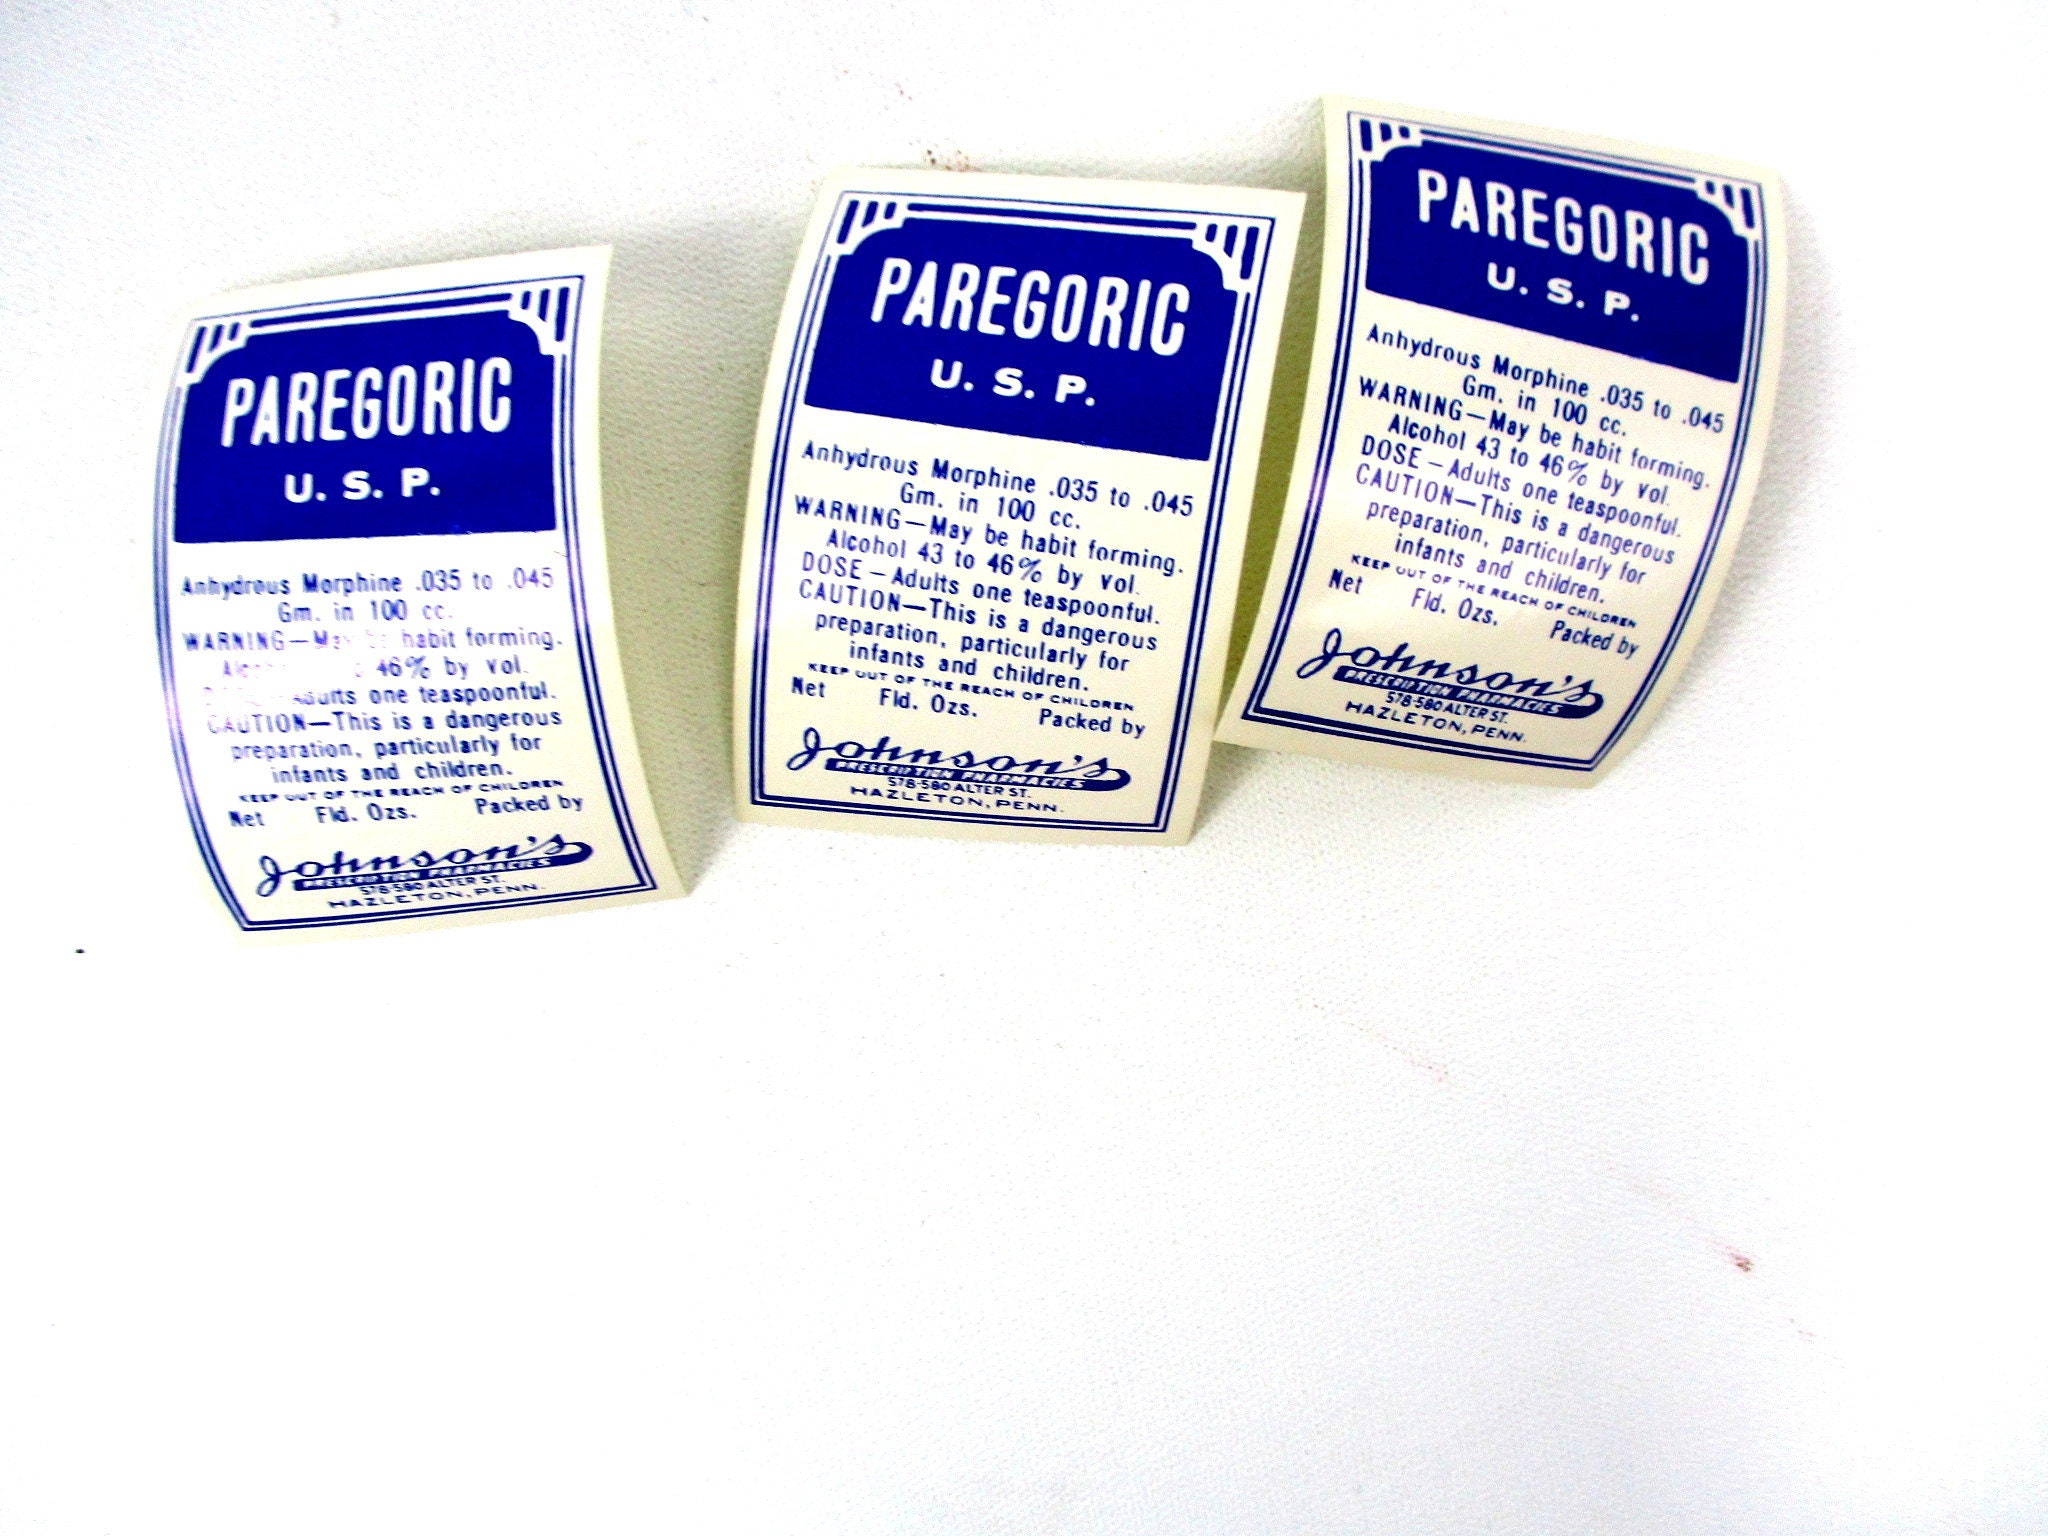 PAREGORIC
U. S. P.
Anhydrous Morphine .035 to .045
Gm. in 100 cc.
WARNING—May habit forming.
46% by vol.
Adults one teaspoonful.
CAUTION—This is a dangerous
preparation, particularly for
infants and children.
KEEP OUT OF THE REACH OF CHILDREN
Net Fld. Ozs. Packed by
Johnson's
PRESCRIPTION PHARMACIES
578-580 ALTER ST.
HAZLETON, PENN.
PAREGORIC
U. S. P.
Anhydrous Morphine .035 to .045
Gm. in 100 cc.
WARNING—May be habit forming.
Alcohol 43 to 46% by vol.
DOSE—Adults one teaspoonful.
CAUTION—This is a dangerous
preparation, particularly for
infants and children.
KEEP OUT OF THE REACH OF CHILDREN
Net Fld. Ozs. Packed by
Johnson's
PRESCRIPTION PHARMACIES
578-580 ALTER ST.
HAZLETON, PENN.
PAREGORIC
U. S. P.
Anhydrous Morphine .035 to .045
Gm. in 100 cc.
WARNING—May be habit forming.
Alcohol 43 to 46% by vol.
DOSE—Adults one teaspoonful.
CAUTION—This is a dangerous
preparation, particularly for
infants and children.
KEEP OUT OF THE REACH OF CHILDREN
Net Fld. Ozs. Packed by
Johnson's
PRESCRIPTION PHARMACIES
578-580 ALTER ST.
HAZLETON, PENN.